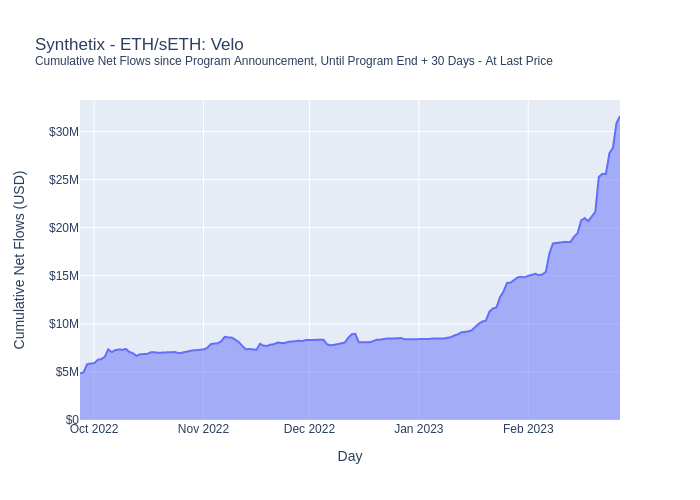 Synthetix - ETH/sETH: Velo
Cumulative Net Flows since Program Announcement, Until Program End + 30 Days - At Last Price
Cumulative Net Flows (USD)
$30M
$25M
$20M
$15M
$10M
$5M
$0
Oct 2022 Nov 2022 Dec 2022 Jan 2023 Feb 2023
Day